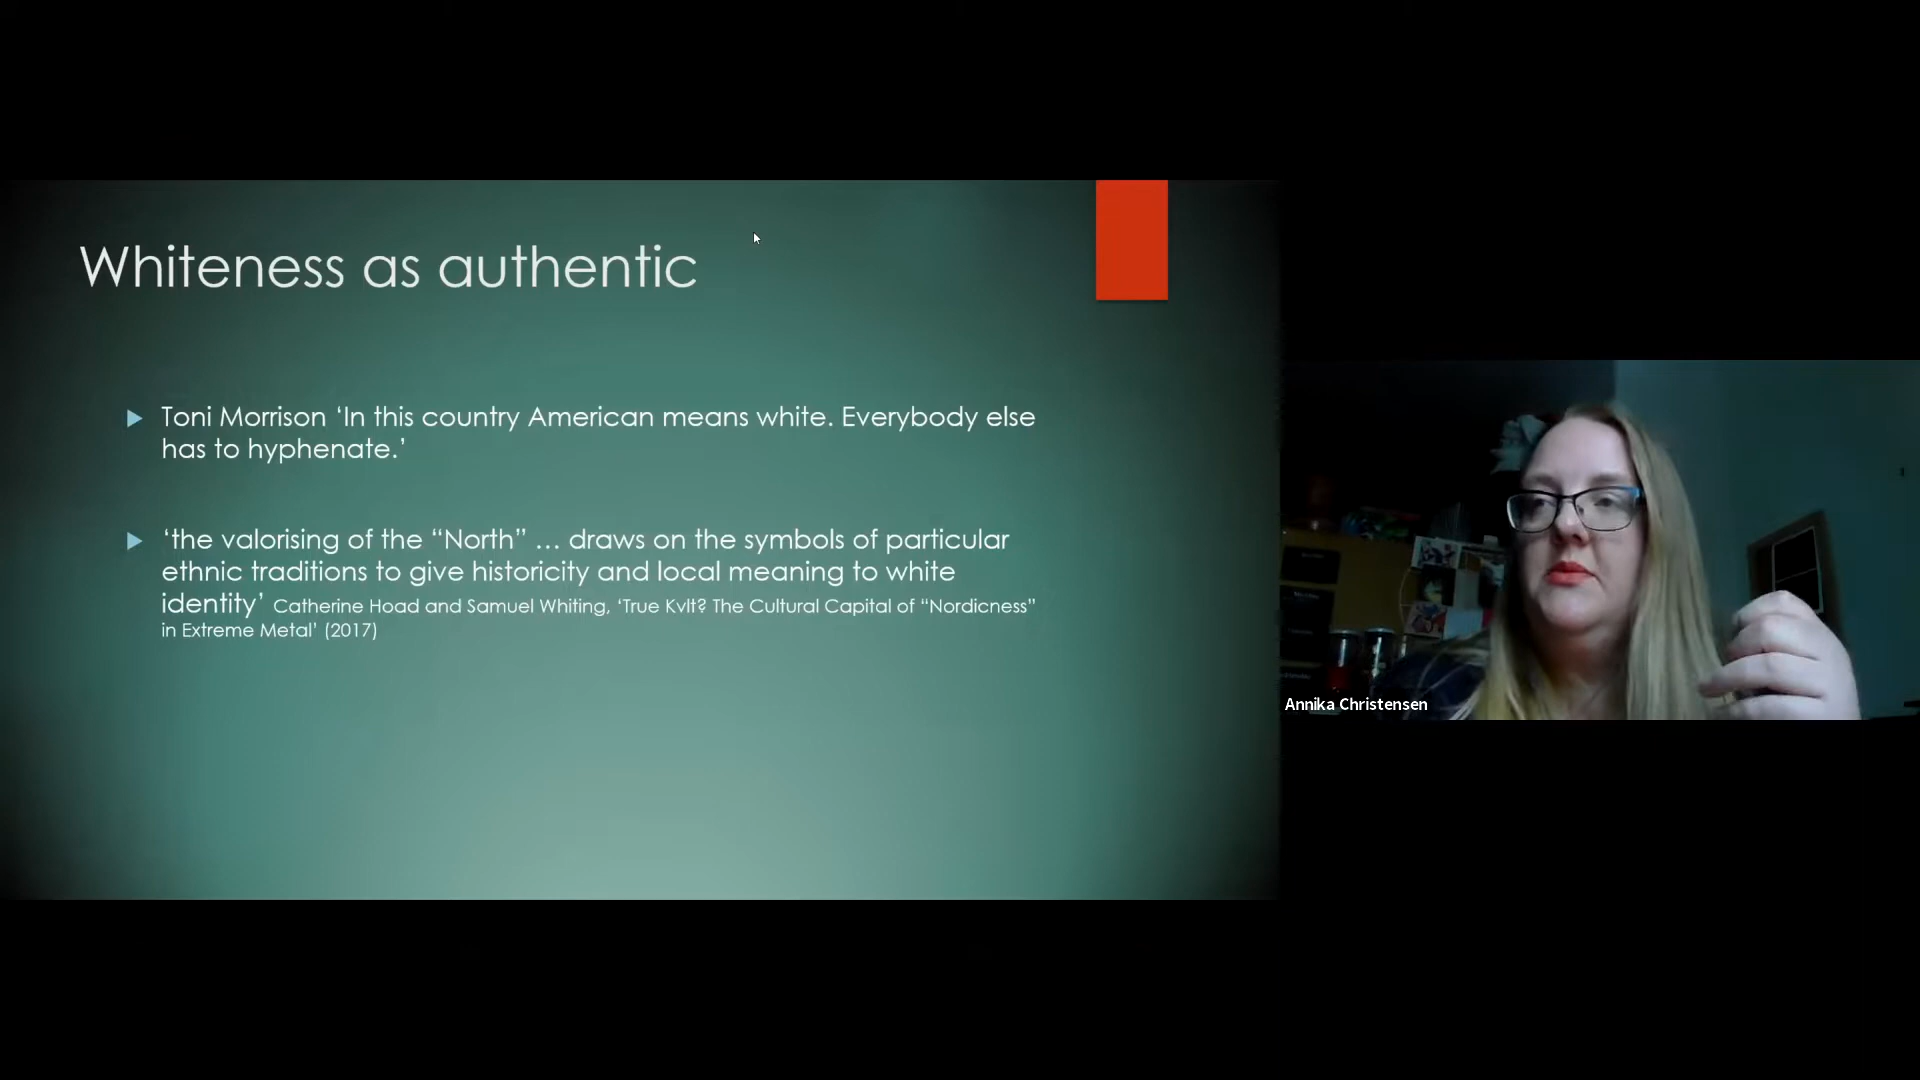 Whiteness as authentic
Toni Morrison ‘In this country American means white. Everybody else
has to hyphenate.’
‘the valorising of the “North” … draws on the symbols of particular
ethnic traditions to give historicity and local meaning to white
identity’ Catherine Hoad and Samuel Whiting, ‘True Kvlt? The Cultural Capital of “Nordicness”
in Extreme Metal’ (2017)
Annika Christensen